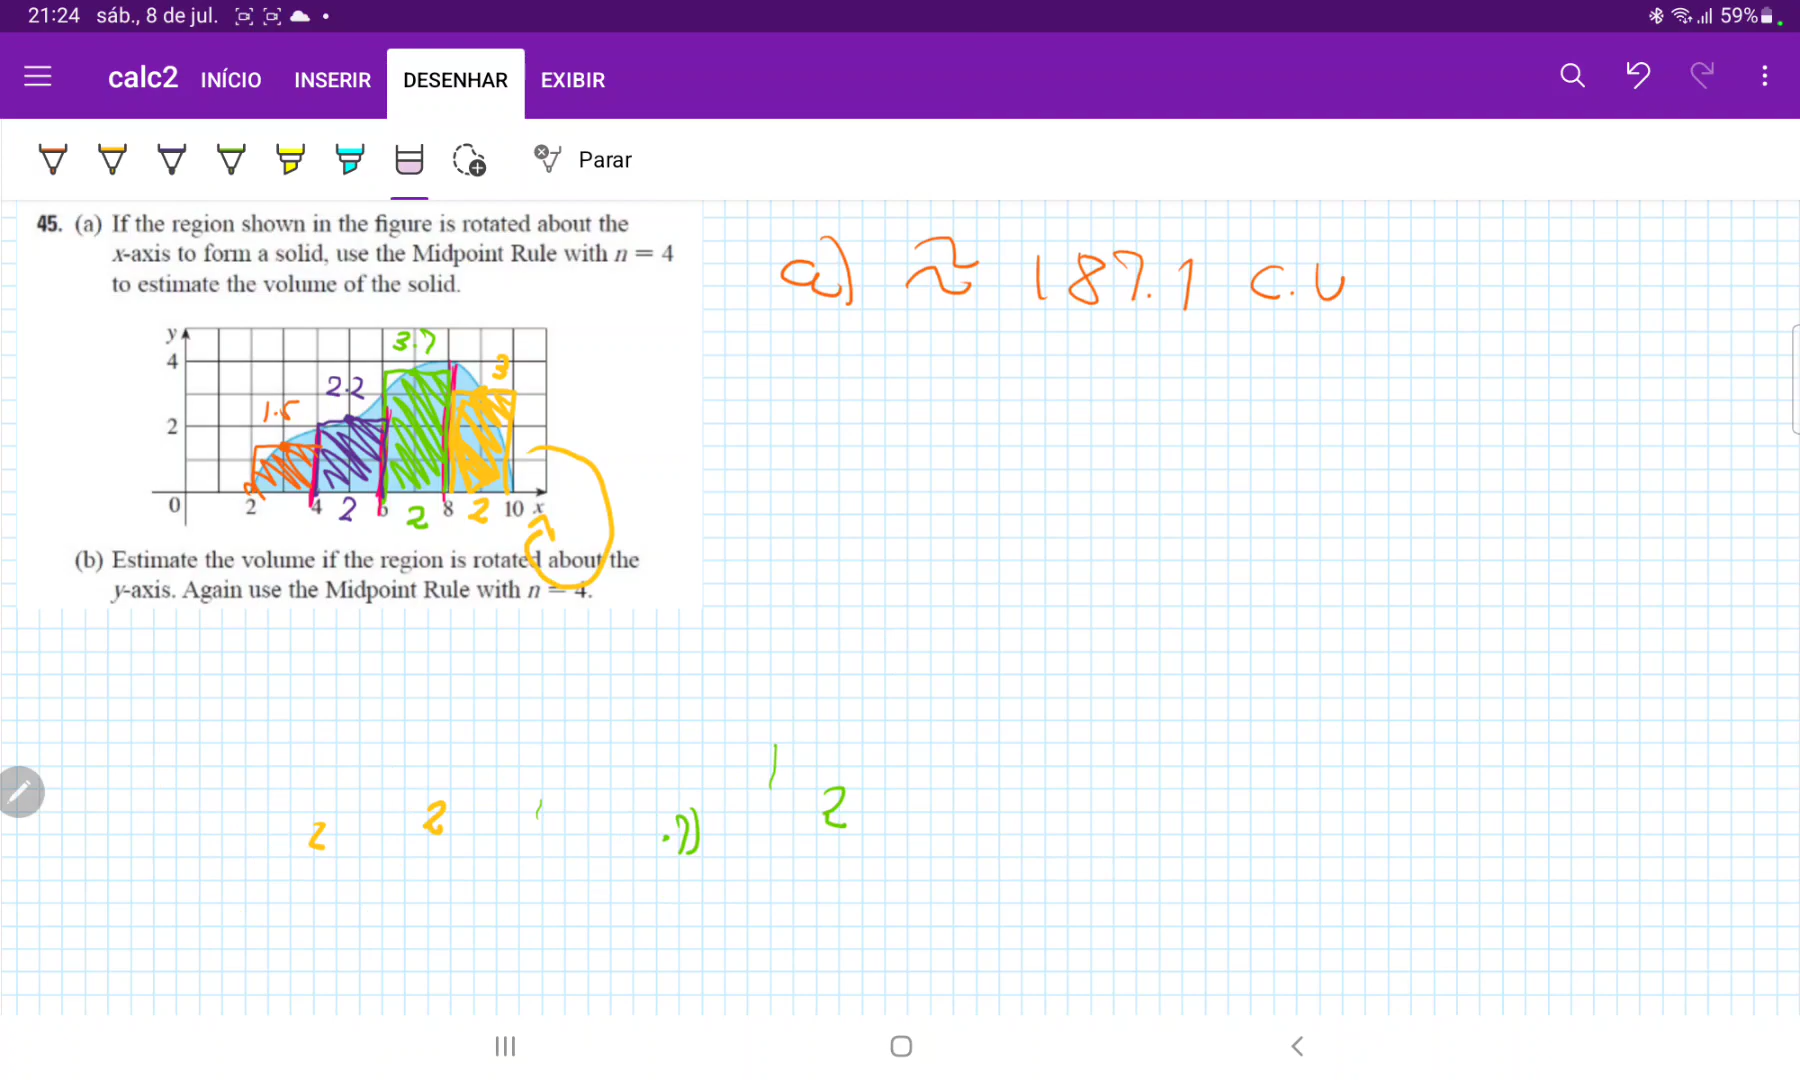 21:24 sáb., 8 de jul. 59%
calc2 INÍCIO INSERIR DESENHAR EXIBIR
Parar
45. (a) If the region shown in the figure is rotated about the
x-axis to form a solid, use the Midpoint Rule with n = 4
to estimate the volume of the solid.
a) ≈ 187.1 c.u
y
4
3.7
3
2.2
1.5
2
0 2 4 2 6 2 8 2 10 x
(b) Estimate the volume if the region is rotated about the
y-axis. Again use the Midpoint Rule with n = 4.
2 2 2